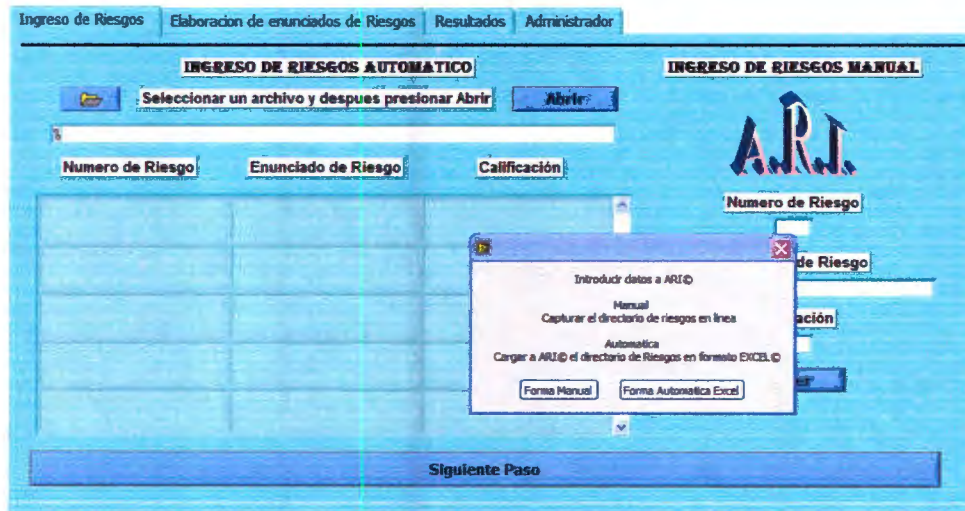 Ingreso de Riesgos
Elaboracion de enunciados de Riesgos
Resultados
Administrador
INGRESO DE RIESGOS AUTOMATICO
Seleccionar un archivo y despues presionar Abrir
Abrir
Numero de Riesgo
Enunciado de Riesgo
Calificación
INGRESO DE RIESGOS MANUAL
A.R.I.
Numero de Riesgo
de Riesgo
ación
er
Introducir datos a ARI©
Manual
Capturar el directorio de riesgos en linea
Automatica
Cargar a ARI© el directorio de Riesgos en formato EXCEL©
Forma Manual
Forma Automatica Excel
Siguiente Paso